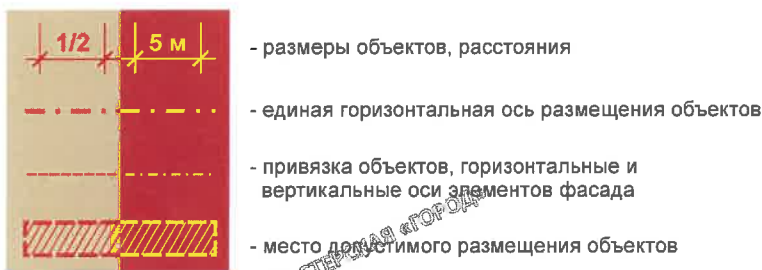 1/2 5 м - размеры объектов, расстояния
- единая горизонтальная ось размещения объектов
- привязка объектов, горизонтальные и
вертикальные оси элементов фасада
- место допустимого размещения объектов
«ГОРОД»